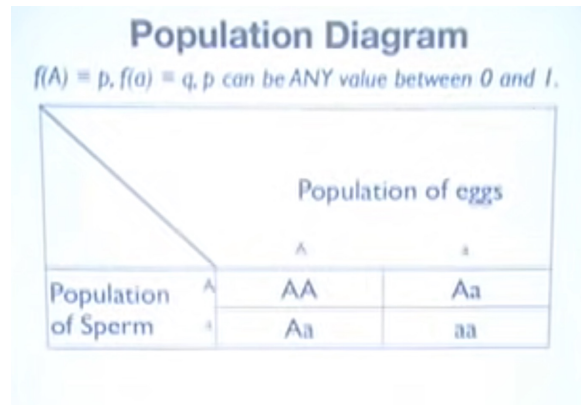 Population Diagram
f(A) = p, f(a) = q, p can be ANY value between 0 and 1.
Population of eggs
A a
Population A AA Aa
of Sperm a Aa aa